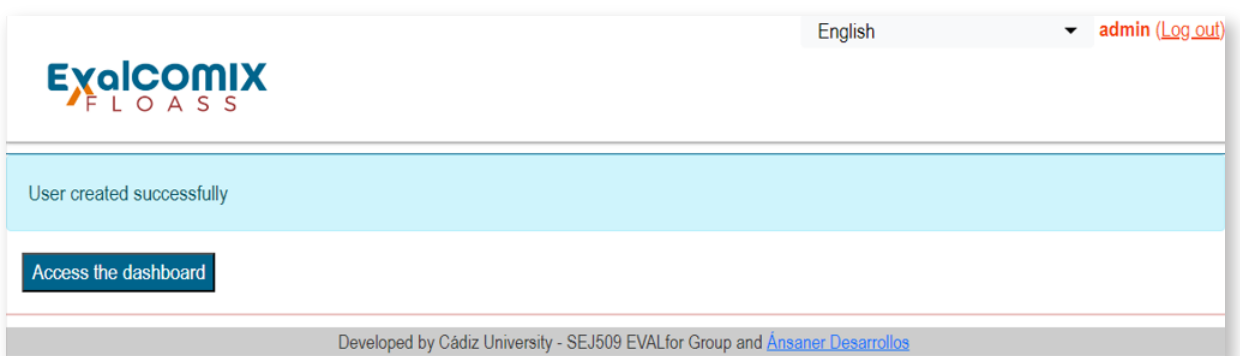 English
admin (Log out)
EvalCOMIX
FLOASS
User created successfully
Access the dashboard
Developed by Cádiz University - SEJ509 EVALfor Group and Ánsaner Desarrollos